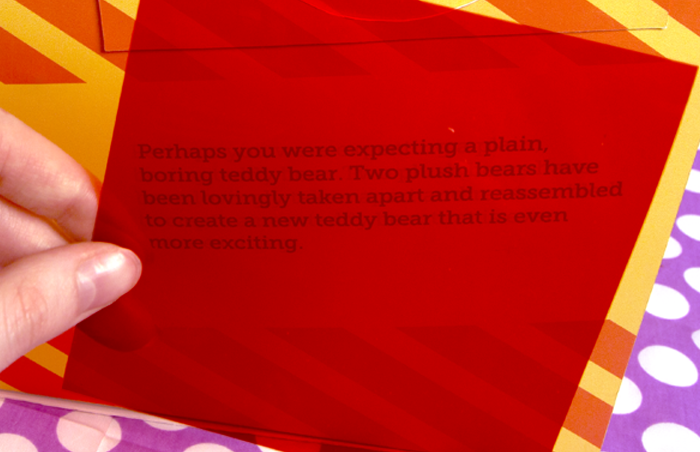 Perhaps you were expecting a plain,
boring teddy bear. Two plush bears have
been lovingly taken apart and reassembled
to create a new teddy bear that is even
more exciting.